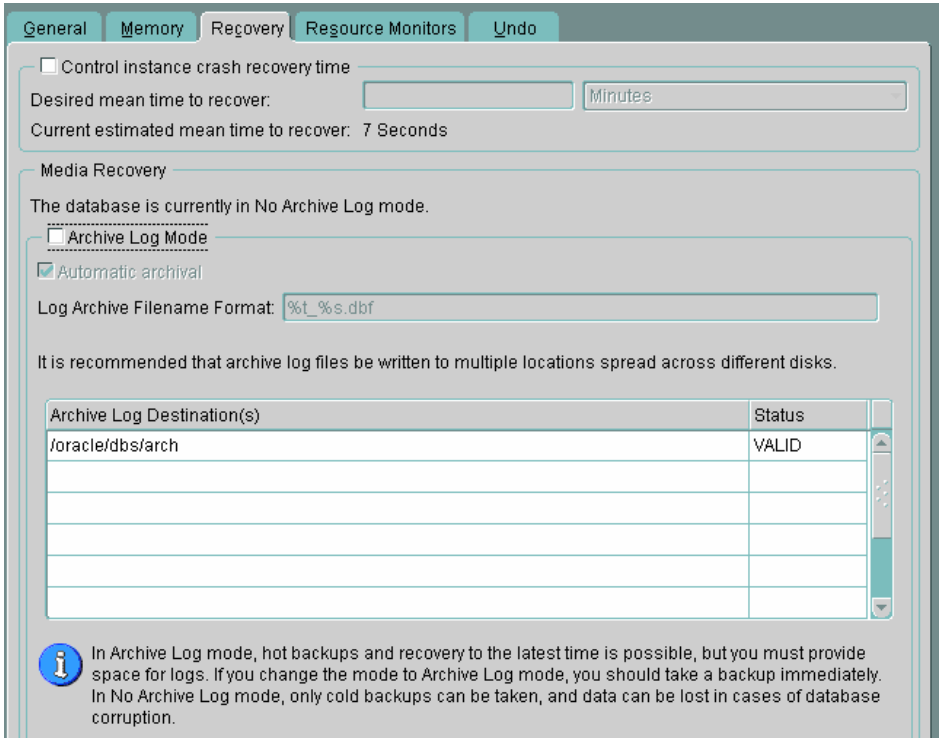 General Memory Recovery Resource Monitors Undo
Control instance crash recovery time
Desired mean time to recover: Minutes
Current estimated mean time to recover: 7 Seconds
Media Recovery
The database is currently in No Archive Log mode.
Archive Log Mode
Automatic archival
Log Archive Filename Format: %t_%s.dbf
It is recommended that archive log files be written to multiple locations spread across different disks.
Archive Log Destination(s) Status
/oracle/dbs/arch VALID
In Archive Log mode, hot backups and recovery to the latest time is possible, but you must provide
space for logs. If you change the mode to Archive Log mode, you should take a backup immediately.
In No Archive Log mode, only cold backups can be taken, and data can be lost in cases of database
corruption.